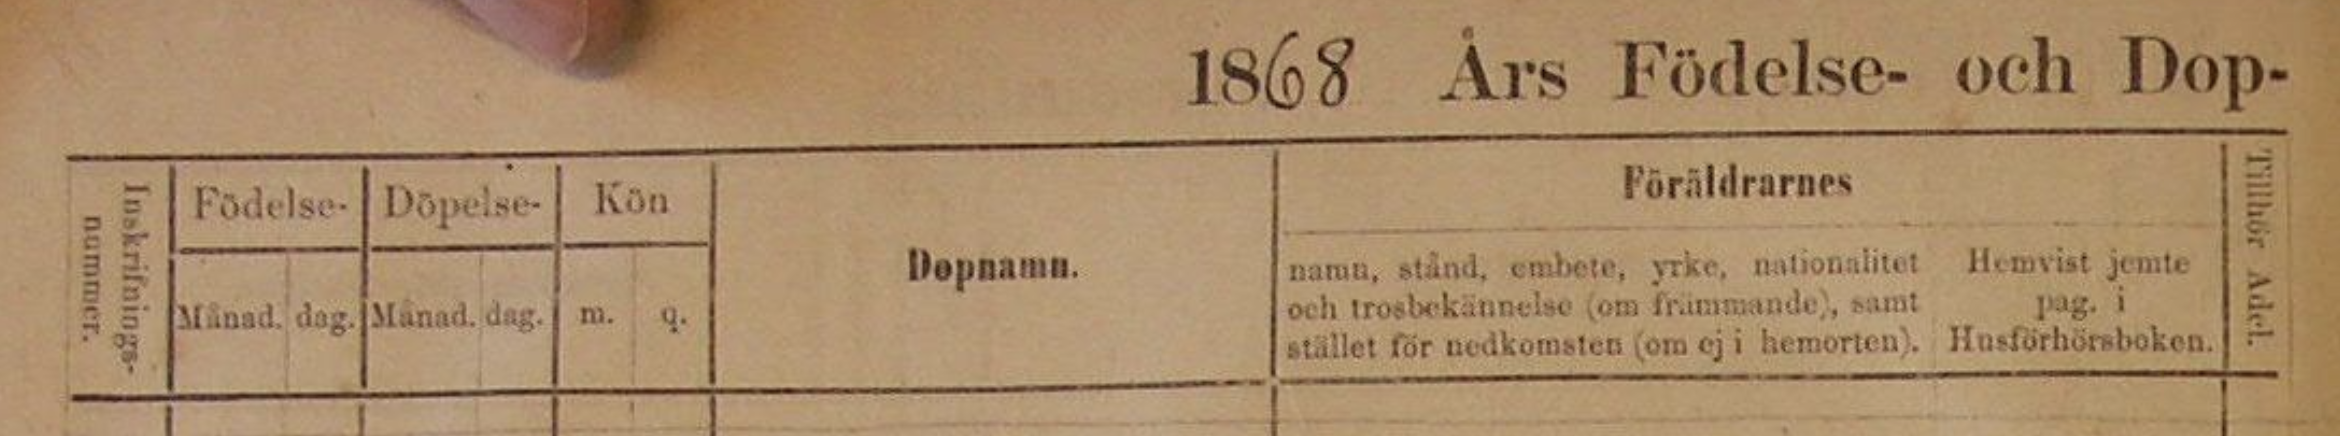 1868 Års Födelse- och Dop-
Inskrifnings-
nummer.
Födelse-
Månad. dag.
Döpelse-
Månad. dag.
Kön
m. q.
Dopnamn.
Föräldrarnes
namn, stånd, embete, yrke, nationalitet
och trosbekännelse (om främmande), samt
stället för nedkomsten (om ej i hemorten).
Hemvist jemte
pag. i
Husförhörsboken.
Tillhör Adel.